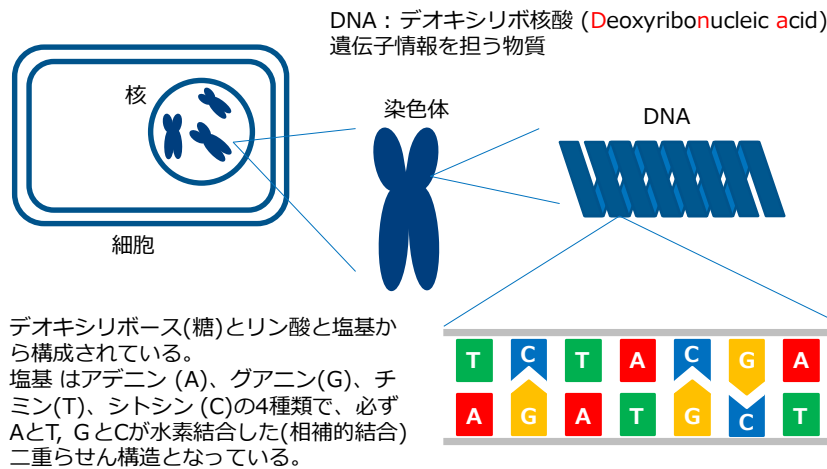 DNA：デオキシリボ核酸 (Deoxyribonucleic acid)
遺伝子情報を担う物質
核
染色体
DNA
細胞
デオキシリボース(糖)とリン酸と塩基か
ら構成されている。
塩基 はアデニン (A)、グアニン(G)、チ
ミン(T)、シトシン (C)の4種類で、必ず
AとT, GとCが水素結合した(相補的結合)
二重らせん構造となっている。
T C T A C G A
A G A T G C T